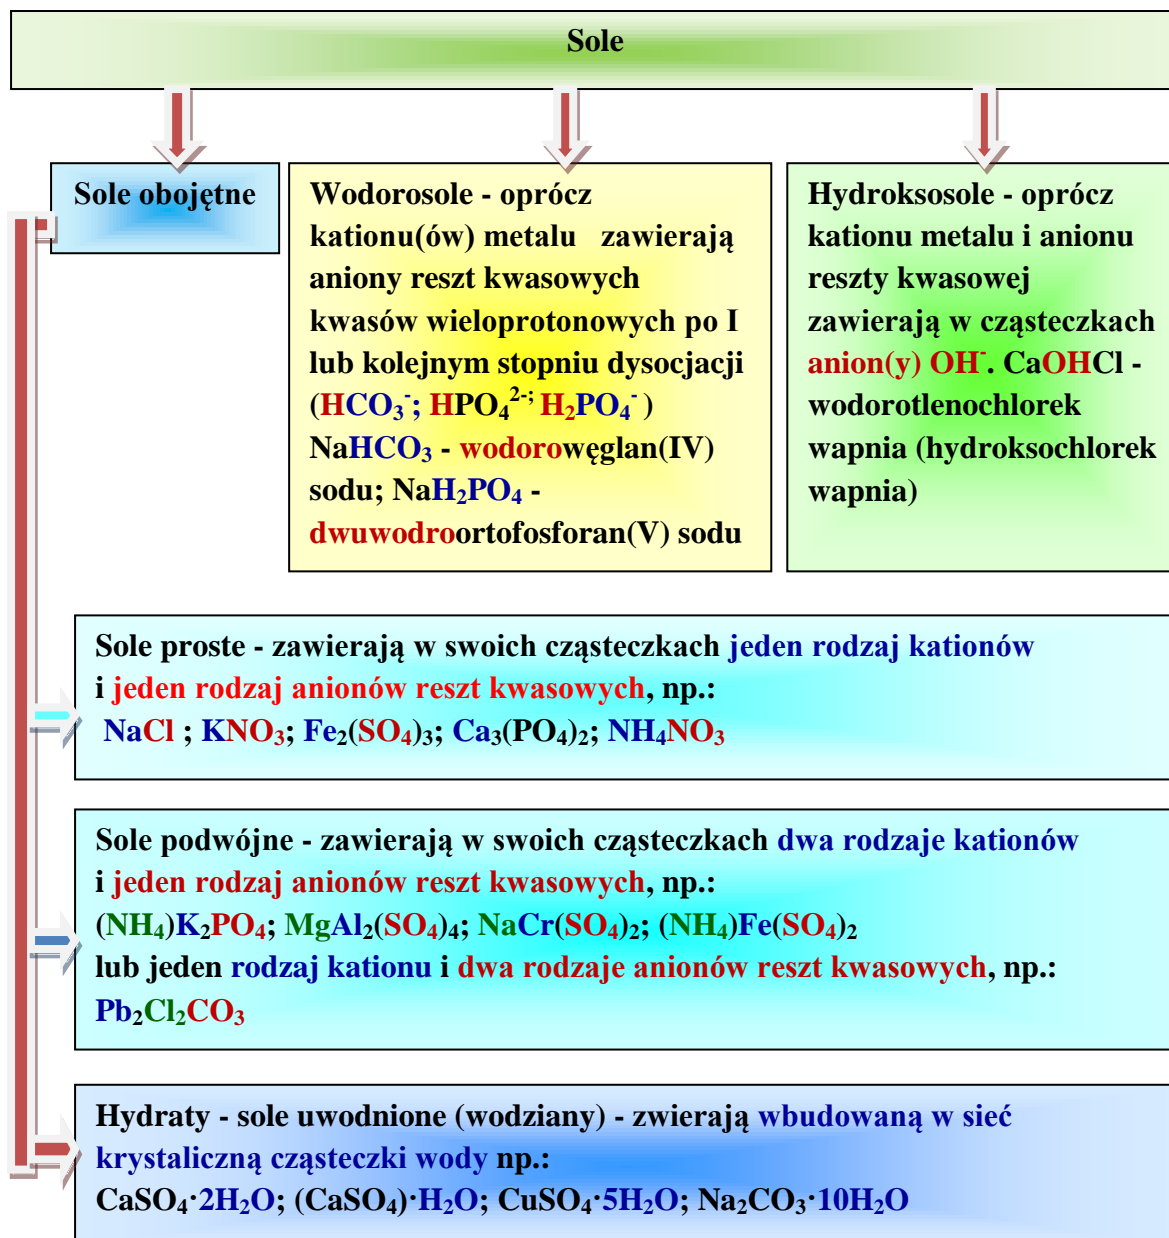 Sole
Sole obojętne
Wodorosole - oprócz
kationu(ów) metalu zawierają
aniony reszt kwasowych
kwasów wieloprotonowych po I
lub kolejnym stopniu dysocjacji
(HCO₃⁻; HPO₄²⁻; H₂PO₄⁻ )
NaHCO₃ - wodorowęglan(IV)
sodu; NaH₂PO₄ -
dwuwodroortofosforan(V) sodu
Hydroksosole - oprócz
kationu metalu i anionu
reszty kwasowej
zawierają w cząsteczkach
anion(y) OH⁻. CaOHCl -
wodorotlenochlorek
wapnia (hydroksochlorek
wapnia)
Sole proste - zawierają w swoich cząsteczkach jeden rodzaj kationów
i jeden rodzaj anionów reszt kwasowych, np.:
NaCl ; KNO₃; Fe₂(SO₄)₃; Ca₃(PO₄)₂; NH₄NO₃
Sole podwójne - zawierają w swoich cząsteczkach dwa rodzaje kationów
i jeden rodzaj anionów reszt kwasowych, np.:
(NH₄)K₂PO₄; MgAl₂(SO₄)₄; NaCr(SO₄)₂; (NH₄)Fe(SO₄)₂
lub jeden rodzaj kationu i dwa rodzaje anionów reszt kwasowych, np.:
Pb₂Cl₂CO₃
Hydraty - sole uwodnione (wodziany) - zwierają wbudowaną w sieć
krystaliczną cząsteczki wody np.:
CaSO₄·2H₂O; (CaSO₄)·H₂O; CuSO₄·5H₂O; Na₂CO₃·10H₂O